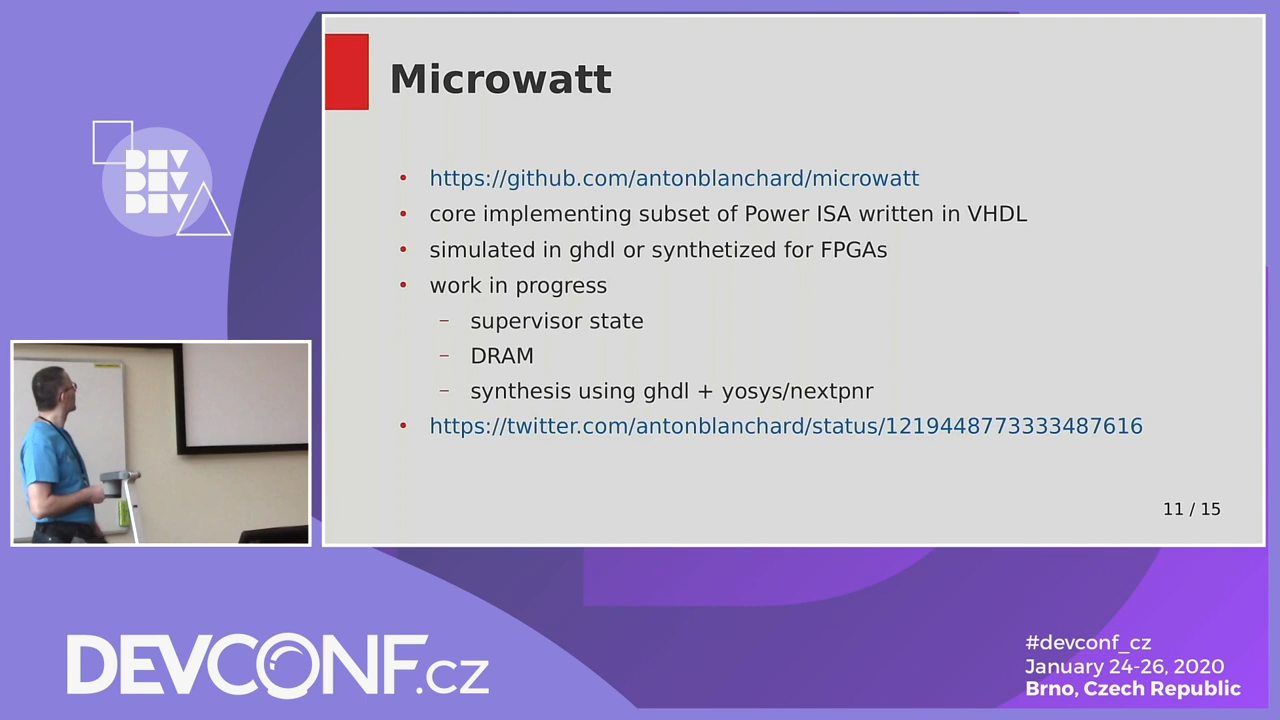 Microwatt
https://github.com/antonblanchard/microwatt
core implementing subset of Power ISA written in VHDL
simulated in ghdl or synthetized for FPGAs
work in progress
supervisor state
DRAM
synthesis using ghdl + yosys/nextpnr
https://twitter.com/antonblanchard/status/1219448773333487616
11 / 15
DEV
DEV
DEV
DEVCONF.cz
#devconf_cz
January 24-26, 2020
Brno, Czech Republic